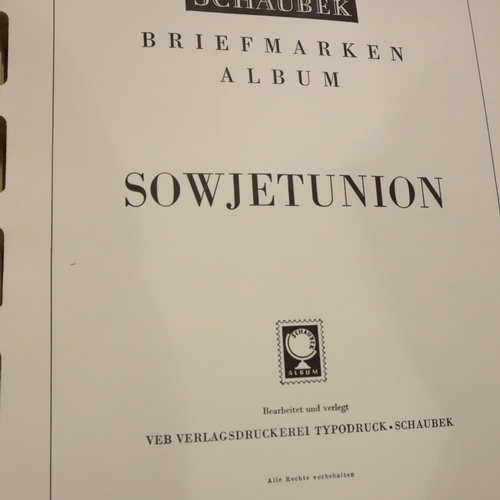 SCHAUBEK
BRIEFMARKEN
ALBUM
SOWJETUNION
SCHAUBEK
ALBUM
Bearbeitet und verlegt
VEB VERLAGSDRUCKEREI TYPODRUCK • SCHAUBEK
Alle Rechte vorbehalten